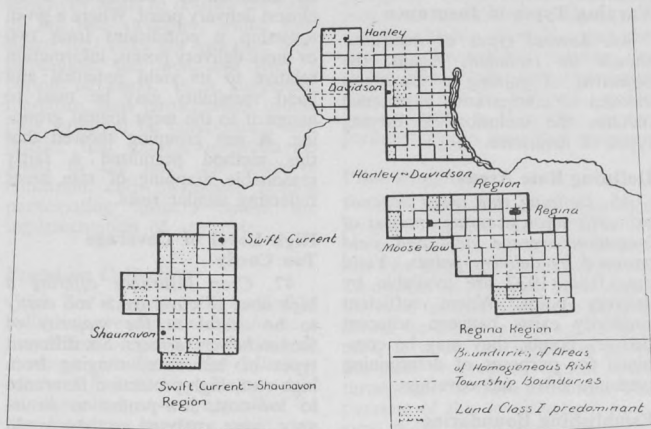 Hanley
Davidson
Hanley-Davidson
Region
Regina
Moose Jaw
Regina Region
Swift Current
Shaunavon
Swift Current-Shaunavon
Region
Boundaries of Areas
of Homogeneous Risk
Township Boundaries
Land Class I predominant